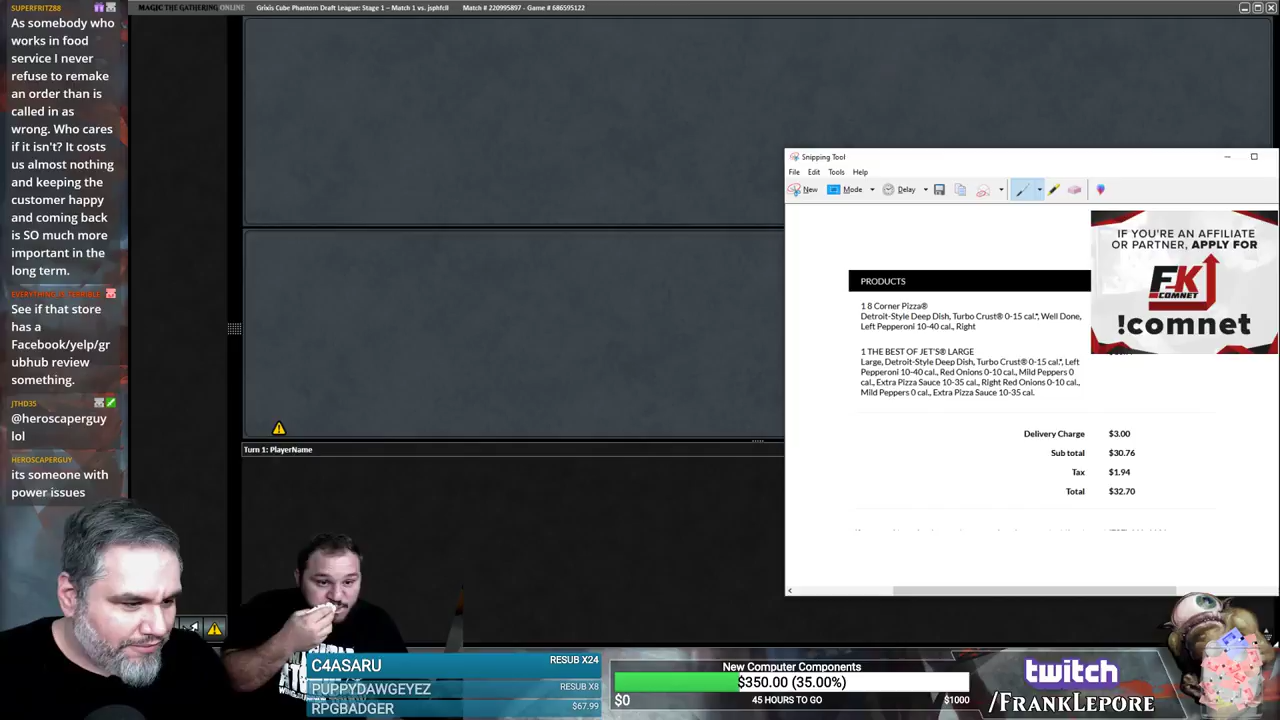 SUPERFRITZ88
As somebody who
works in food
service I never
refuse to remake
an order than is
called in as
wrong. Who cares
if it isn't? It costs
us almost nothing
and keeping the
customer happy
and coming back
is SO much more
important in the
long term.
EVERYTHING_IS_TERRIBLE
See if that store
has a
Facebook/yelp/gr
ubhub review
something.
JTHD35
@heroscaperguy
lol
HEROSCAPERGUY
its someone with
power issues
MAGIC THE GATHERING ONLINE
Grixis Cube Phantom Draft League: Stage 1 – Match 1 vs. jsphfcll
Match # 220995897 - Game # 686595122
Turn 1: PlayerName
Snipping Tool
File Edit Tools Help
New Mode Delay
PRODUCTS
1 8 Corner Pizza®
Detroit-Style Deep Dish, Turbo Crust® 0-15 cal.*, Well Done,
Left Pepperoni 10-40 cal., Right
1 THE BEST OF JET'S® LARGE
Large, Detroit-Style Deep Dish, Turbo Crust® 0-15 cal.*, Left
Pepperoni 10-40 cal., Red Onions 0-10 cal., Mild Peppers 0
cal., Extra Pizza Sauce 10-35 cal., Right Red Onions 0-10 cal.,
Mild Peppers 0 cal., Extra Pizza Sauce 10-35 cal.
Delivery Charge $3.00
Sub total $30.76
Tax $1.94
Total $32.70
IF YOU'RE AN AFFILIATE
OR PARTNER, APPLY FOR
FK
COMNET
!comnet
C4ASARU RESUB X24
PUPPYDAWGEYEZ RESUB X8
RPGBADGER $67.99
New Computer Components
$350.00 (35.00%)
$0 45 HOURS TO GO $1000
twitch
/FRANKLEPORE